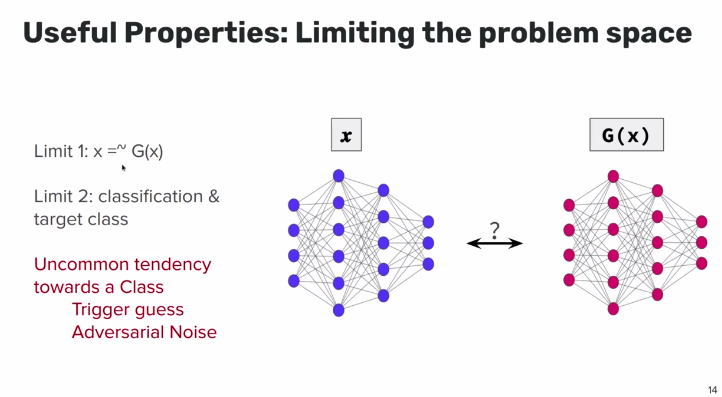 Useful Properties: Limiting the problem space
Limit 1: x =~ G(x)
Limit 2: classification &
target class
Uncommon tendency
towards a Class
Trigger guess
Adversarial Noise
x
?
G(x)
14